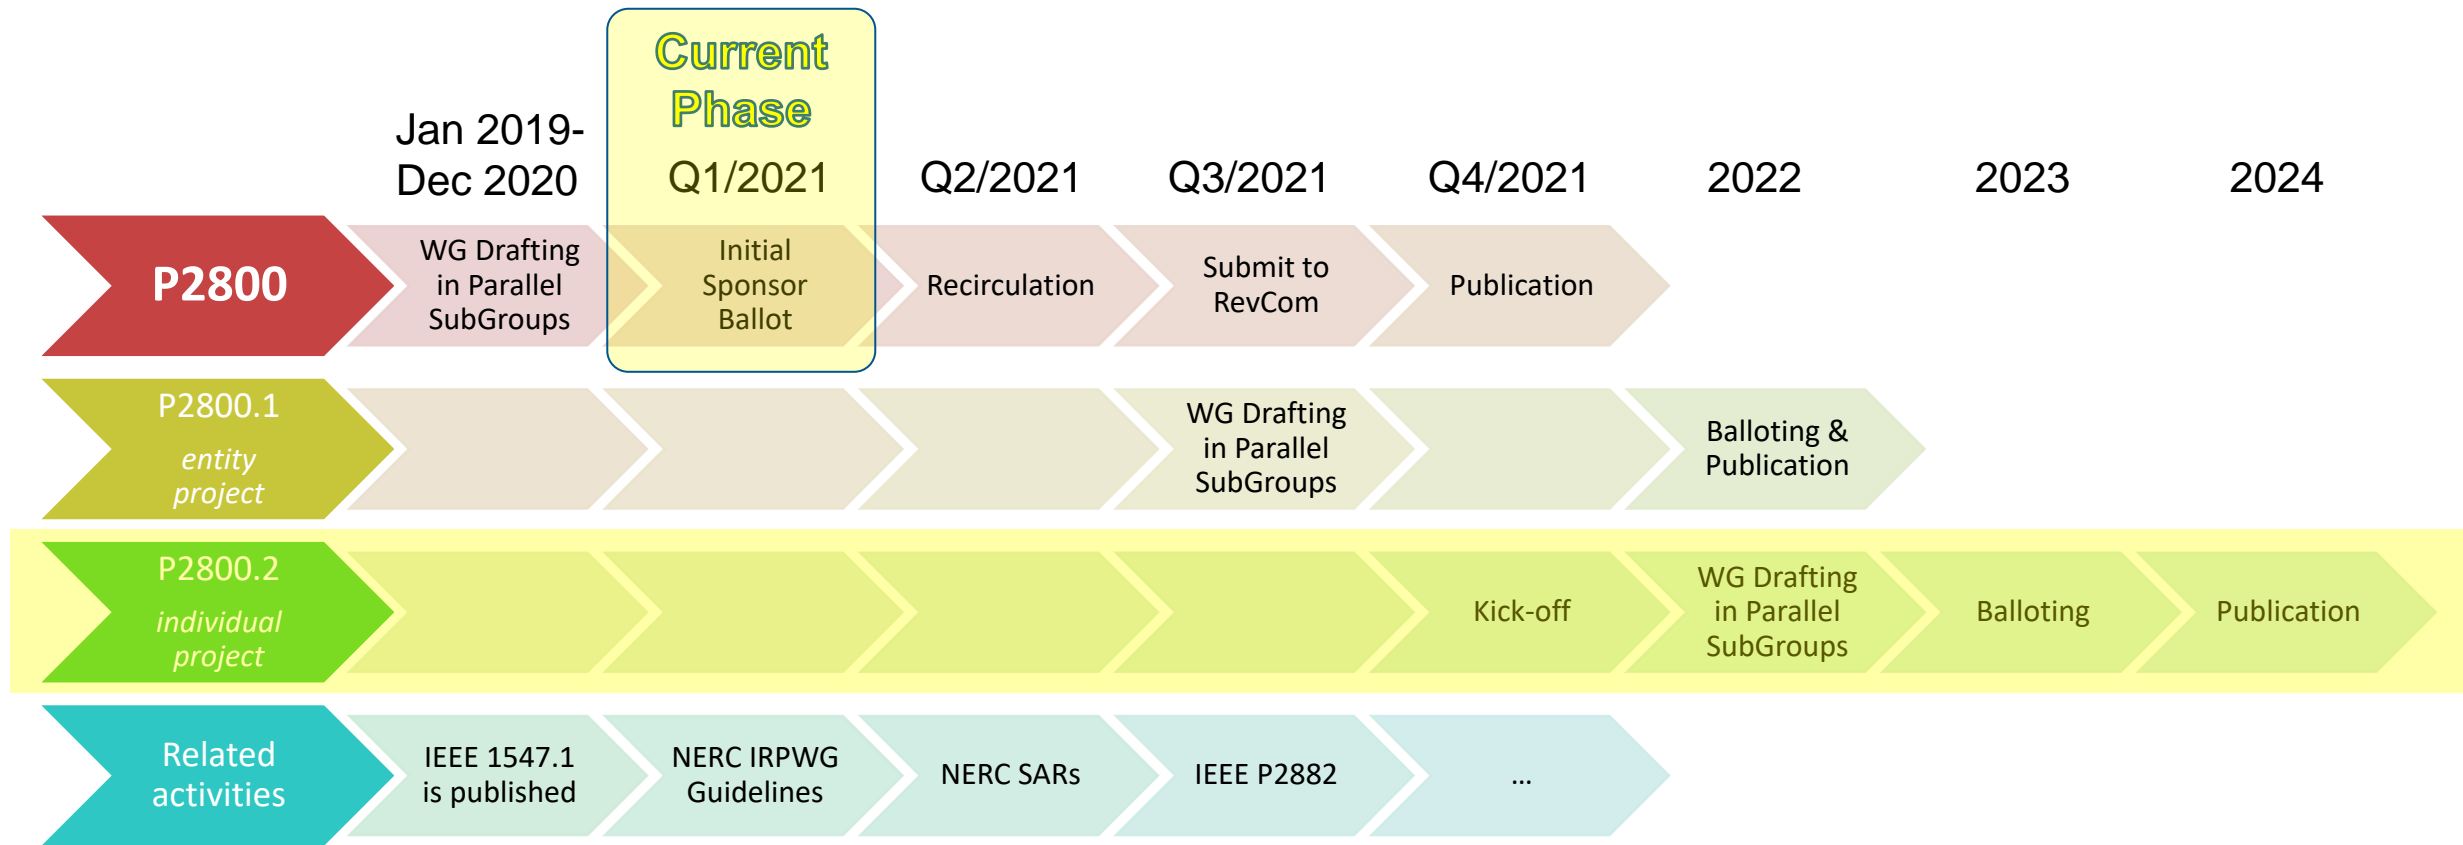 Current
Phase
Jan 2019-
Dec 2020
Q1/2021
Q2/2021
Q3/2021
Q4/2021
2022
2023
2024
P2800
WG Drafting
in Parallel
SubGroups
Initial
Sponsor
Ballot
Recirculation
Submit to
RevCom
Publication
P2800.1
entity
project
WG Drafting
in Parallel
SubGroups
Balloting &
Publication
P2800.2
individual
project
Kick-off
WG Drafting
in Parallel
SubGroups
Balloting
Publication
Related
activities
IEEE 1547.1
is published
NERC IRPWG
Guidelines
NERC SARs
IEEE P2882
...